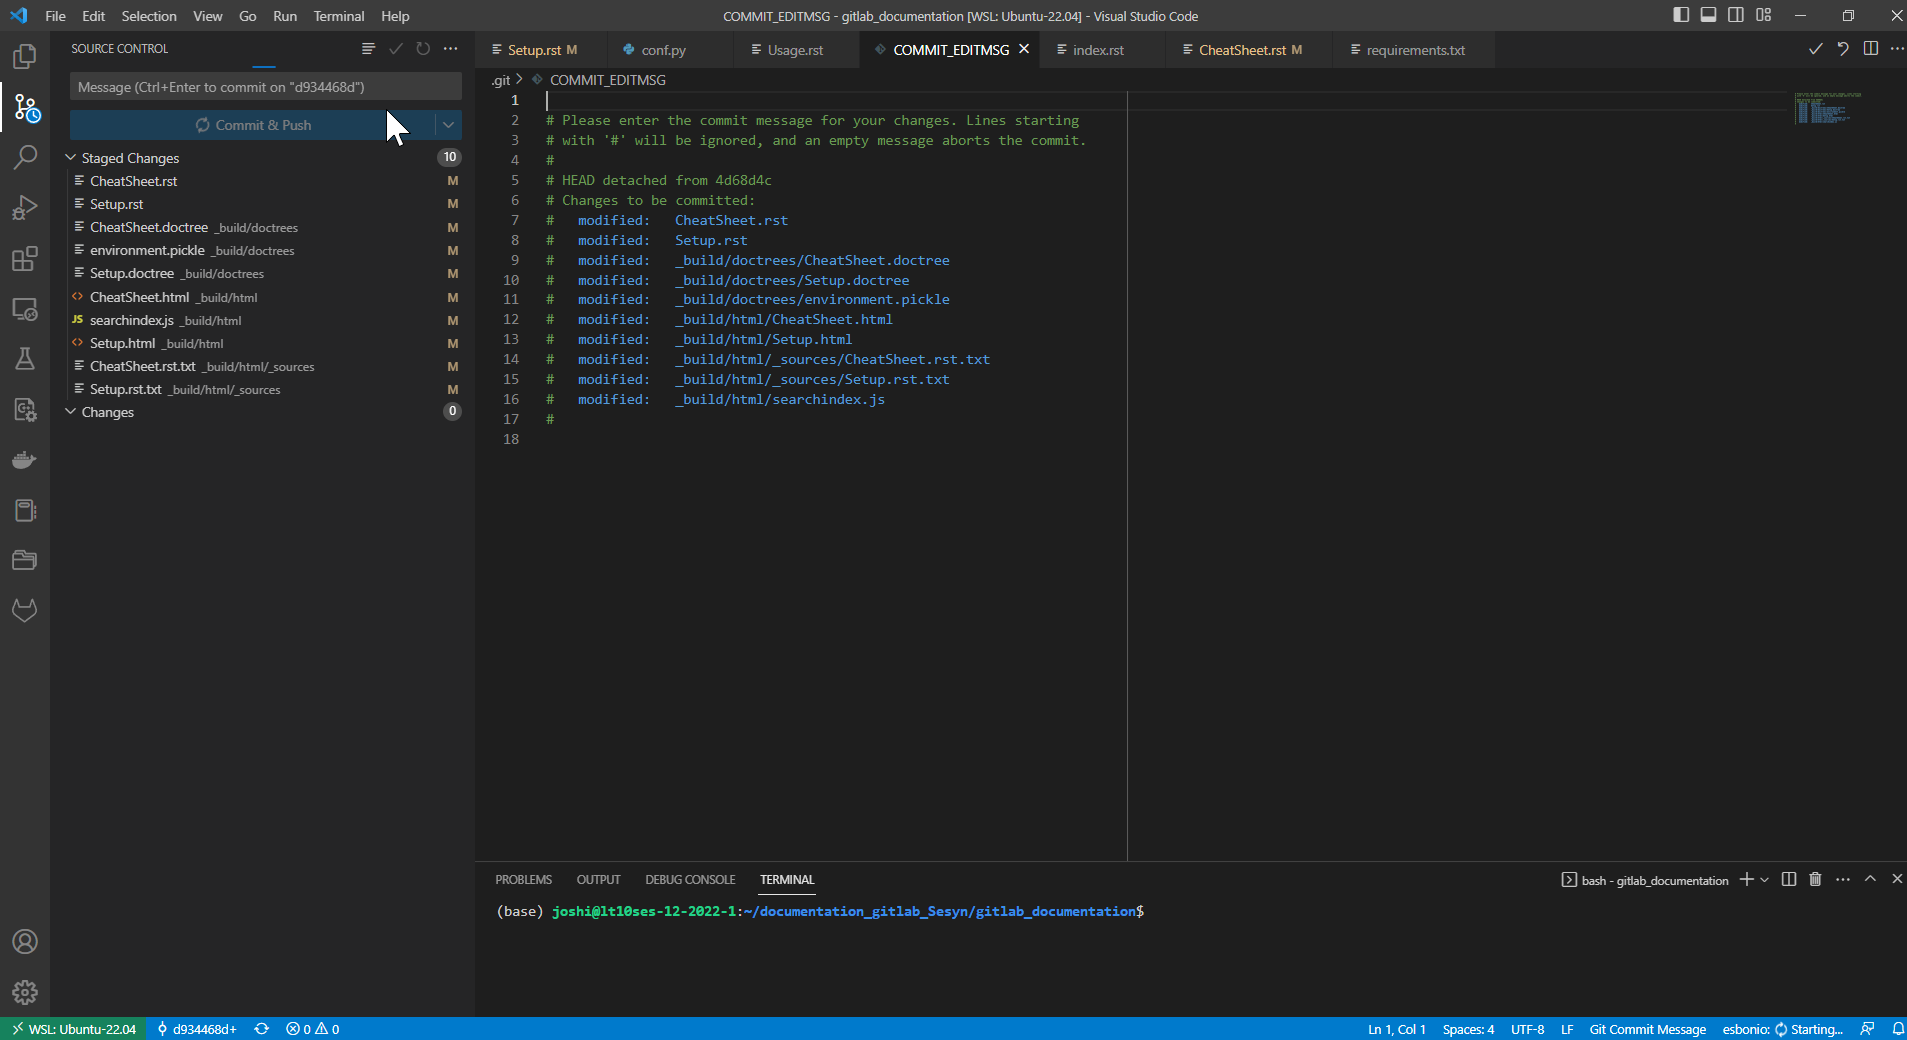 File Edit Selection View Go Run Terminal Help
COMMIT_EDITMSG - gitlab_documentation [WSL: Ubuntu-22.04] - Visual Studio Code
SOURCE CONTROL
Message (Ctrl+Enter to commit on "d934468d")
Commit & Push
Staged Changes 10
CheatSheet.rst M
Setup.rst M
CheatSheet.doctree _build/doctrees M
environment.pickle _build/doctrees M
Setup.doctree _build/doctrees M
CheatSheet.html _build/html M
JS searchindex.js _build/html M
Setup.html _build/html M
CheatSheet.rst.txt _build/html/_sources M
Setup.rst.txt _build/html/_sources M
Changes 0
Setup.rst M conf.py Usage.rst COMMIT_EDITMSG index.rst CheatSheet.rst M requirements.txt
.git > COMMIT_EDITMSG
1
2 # Please enter the commit message for your changes. Lines starting
3 # with '#' will be ignored, and an empty message aborts the commit.
4 #
5 # HEAD detached from 4d68d4c
6 # Changes to be committed:
7 # modified: CheatSheet.rst
8 # modified: Setup.rst
9 # modified: _build/doctrees/CheatSheet.doctree
10 # modified: _build/doctrees/Setup.doctree
11 # modified: _build/doctrees/environment.pickle
12 # modified: _build/html/CheatSheet.html
13 # modified: _build/html/Setup.html
14 # modified: _build/html/_sources/CheatSheet.rst.txt
15 # modified: _build/html/_sources/Setup.rst.txt
16 # modified: _build/html/searchindex.js
17 #
18
PROBLEMS OUTPUT DEBUG CONSOLE TERMINAL
bash - gitlab_documentation
(base) joshi@lt10ses-12-2022-1:~/documentation_gitlab_Sesyn/gitlab_documentation$
WSL: Ubuntu-22.04 d934468d+ 0 0
Ln 1, Col 1 Spaces: 4 UTF-8 LF Git Commit Message esbonio: Starting...